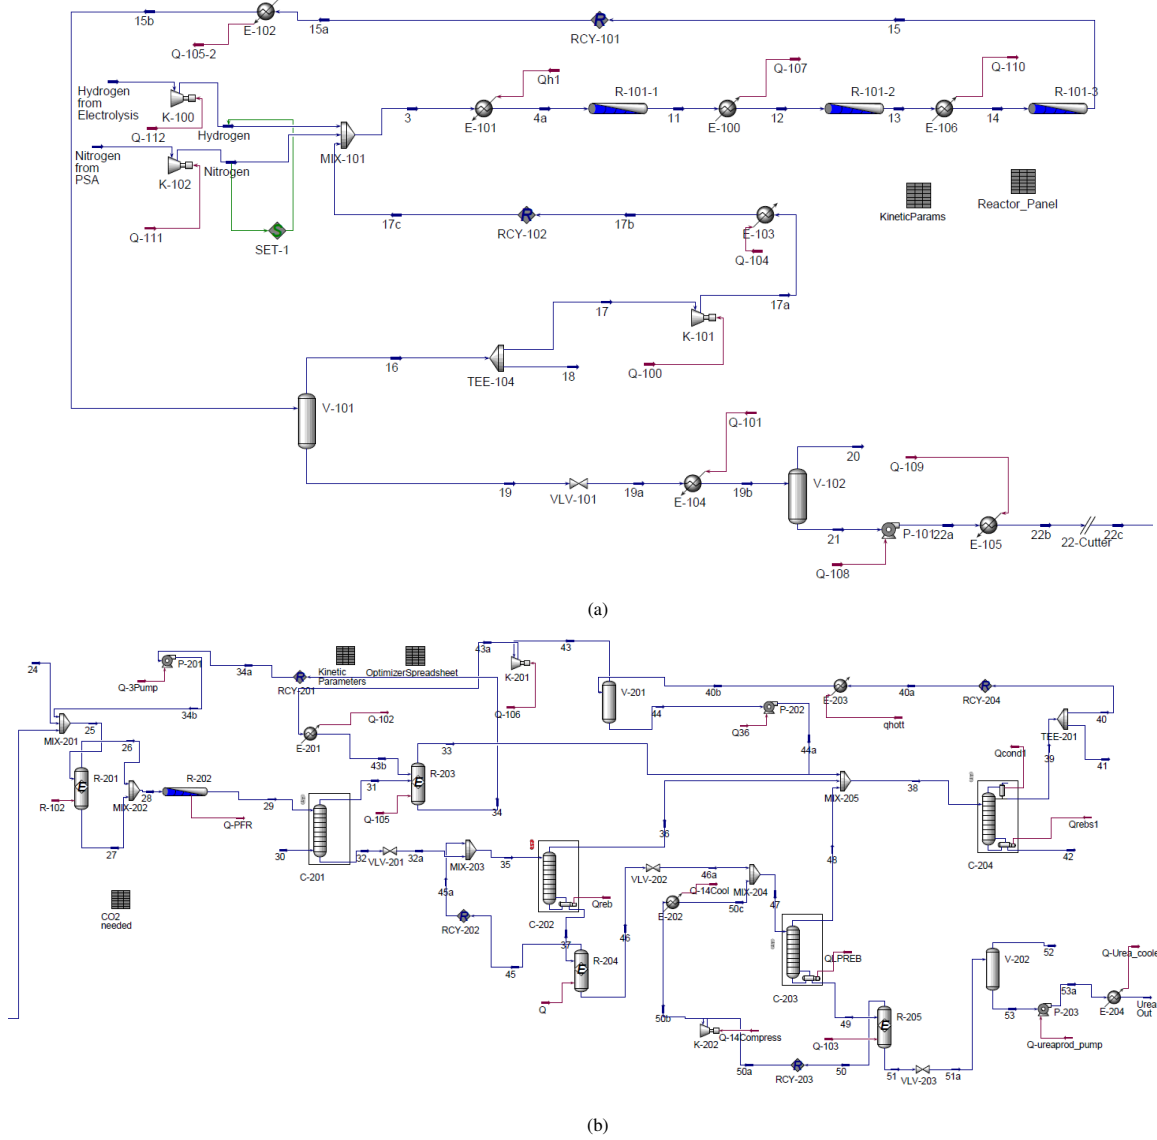 15b
E-102
15a
RCY-101
15
Q-105-2
Hydrogen
from
Electrolysis
K-100
Q-112
Hydrogen
Nitrogen
from
PSA
K-102
Nitrogen
Q-111
SET-1
MIX-101
3
E-101
Qh1
4a
R-101-1
11
E-100
Q-107
12
R-101-2
13
E-106
Q-110
14
R-101-3
KineticParams
Reactor_Panel
17c
RCY-102
17b
E-103
Q-104
17
17a
K-101
Q-100
16
TEE-104
18
V-101
19
VLV-101
19a
E-104
Q-101
19b
V-102
20
21
P-101
22a
Q-108
Q-109
E-105
22b
22-Cutter
22c
(a)
24
P-201
Q-3Pump
34a
34b
RCY-201
Kinetic
Parameters
OptimizerSpreadsheet
43a
K-201
43
Q-106
V-201
40b
E-203
40a
RCY-204
40
qhott
44
P-202
Q36
44a
TEE-201
39
41
MIX-201
25
26
R-201
R-102
MIX-202
27
28
R-202
29
Q-PFR
E-201
Q-102
43b
33
R-203
31
Q-105
34
30
C-201
32
VLV-201
32a
MIX-203
35
45a
RCY-202
45
C-202
Qreb
36
37
R-204
Q
46
VLV-202
46a
Q-14Cool
E-202
50c
MIX-204
47
48
MIX-205
38
Qcond1
Qrebs1
C-204
42
CO2
needed
C-203
QLPREB
49
R-205
Q-103
50b
K-202
Q-14Compress
50a
RCY-203
50
51
VLV-203
51a
V-202
52
53
P-203
53a
Q-ureaprod_pump
Q-Urea_coole
E-204
Urea
Out
(b)